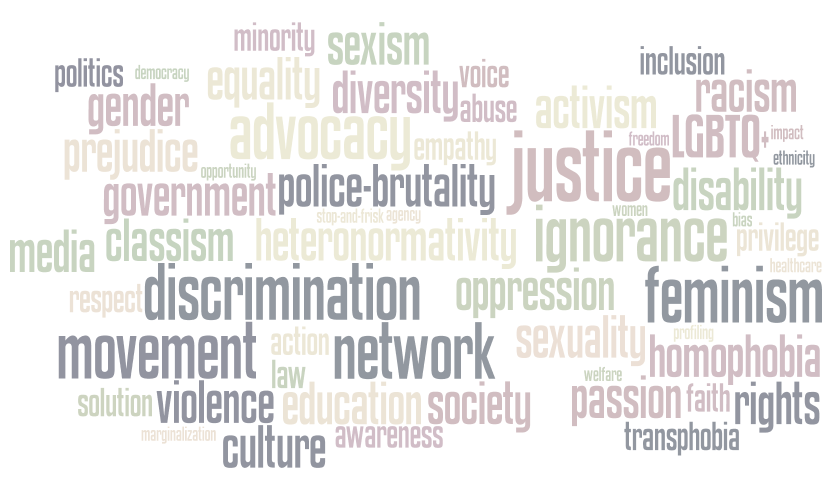 minority
sexism
politics
democracy
equality
diversity
voice
inclusion
gender
abuse
activism
racism
advocacy
empathy
justice
freedom
LGBTQ+
impact
prejudice
opportunity
ethnicity
government
police-brutality
disability
stop-and-frisk
agency
women
bias
media
classism
heteronormativity
ignorance
privilege
healthcare
respect
discrimination
oppression
feminism
movement
action
network
sexuality
profiling
homophobia
law
welfare
solution
violence
education
society
passion
faith
rights
marginalization
culture
awareness
transphobia